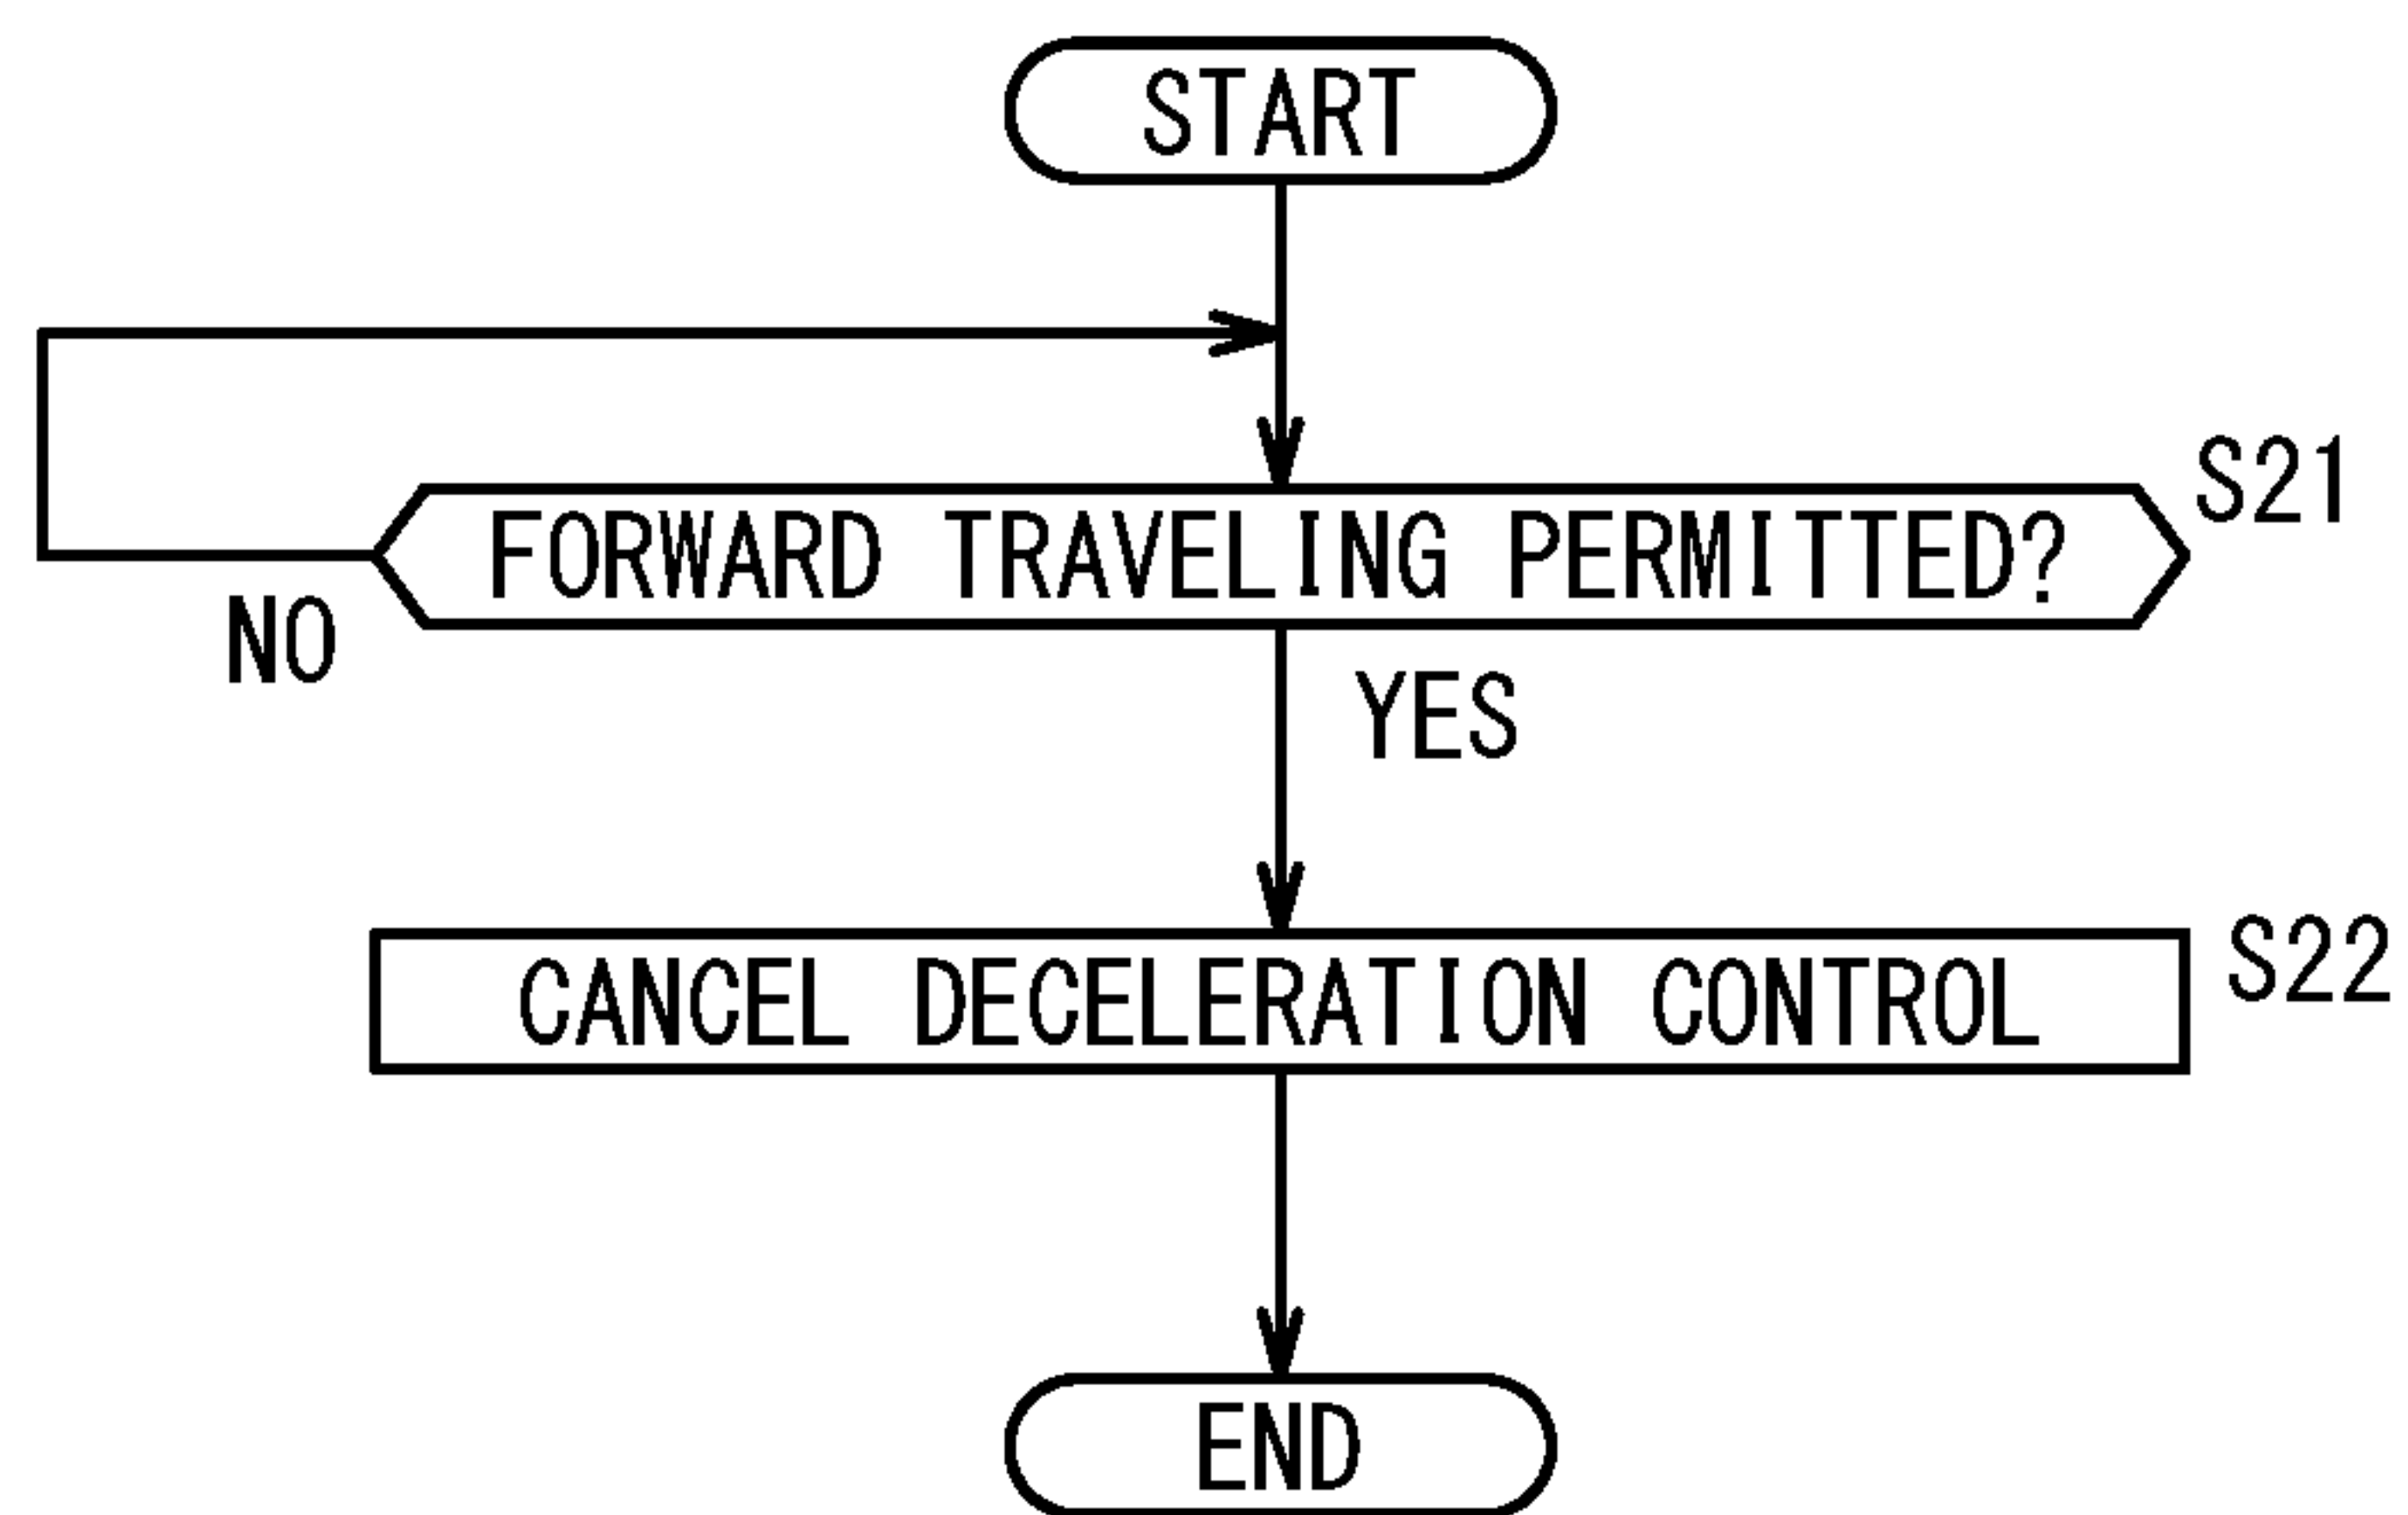 START
FORWARD TRAVELING PERMITTED?
S21
NO
YES
CANCEL DECELERATION CONTROL
S22
END